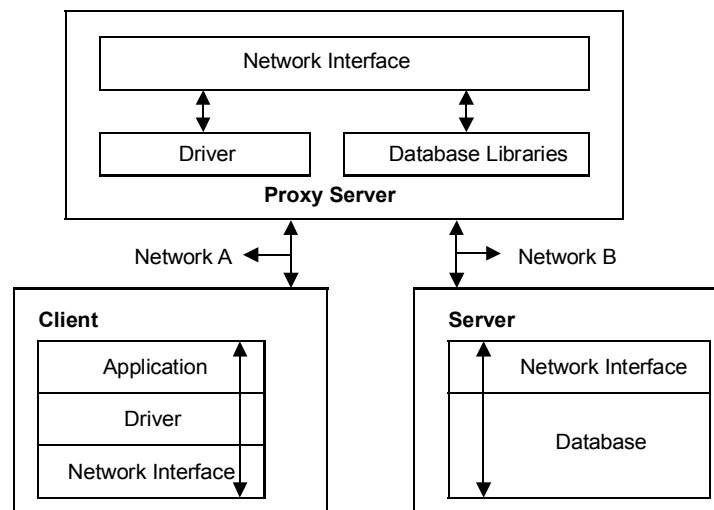 Network Interface
Driver
Database Libraries
Proxy Server
Network A
Network B
Client
Application
Driver
Network Interface
Server
Network Interface
Database